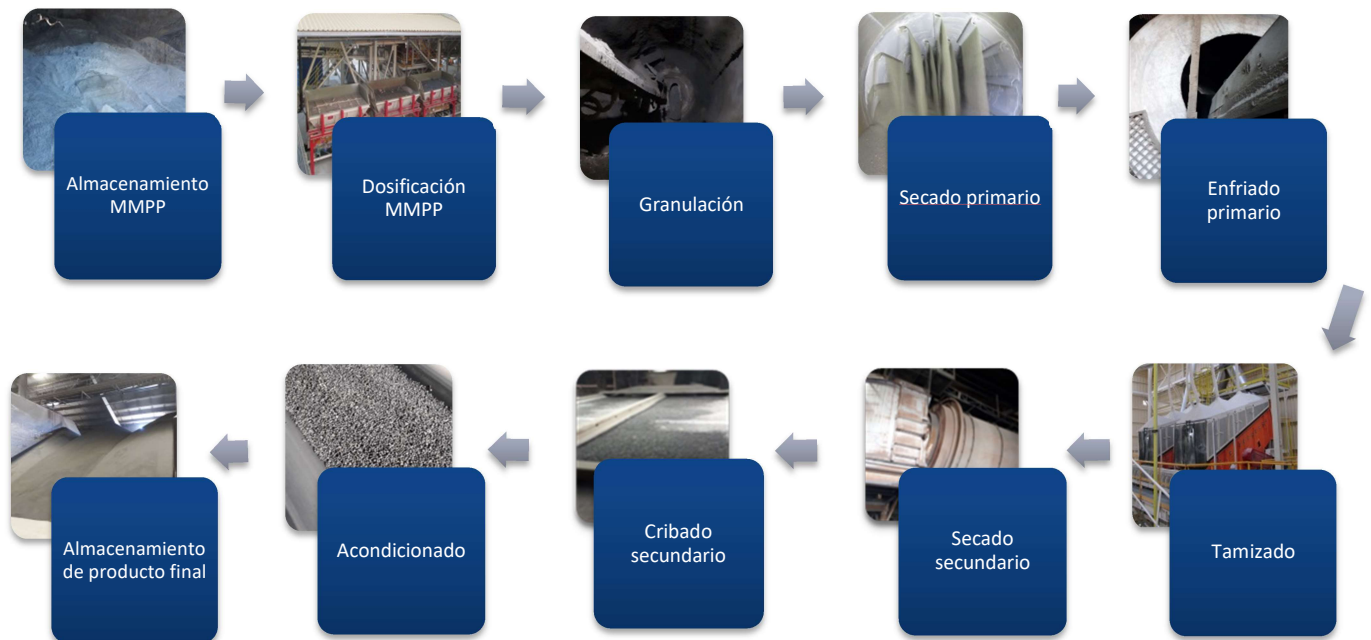 Almacenamiento
MMPP
Dosificación
MMPP
Granulación
Secado primario
Enfriado
primario
Almacenamiento
de producto final
Acondicionado
Cribado
secundario
Secado
secundario
Tamizado